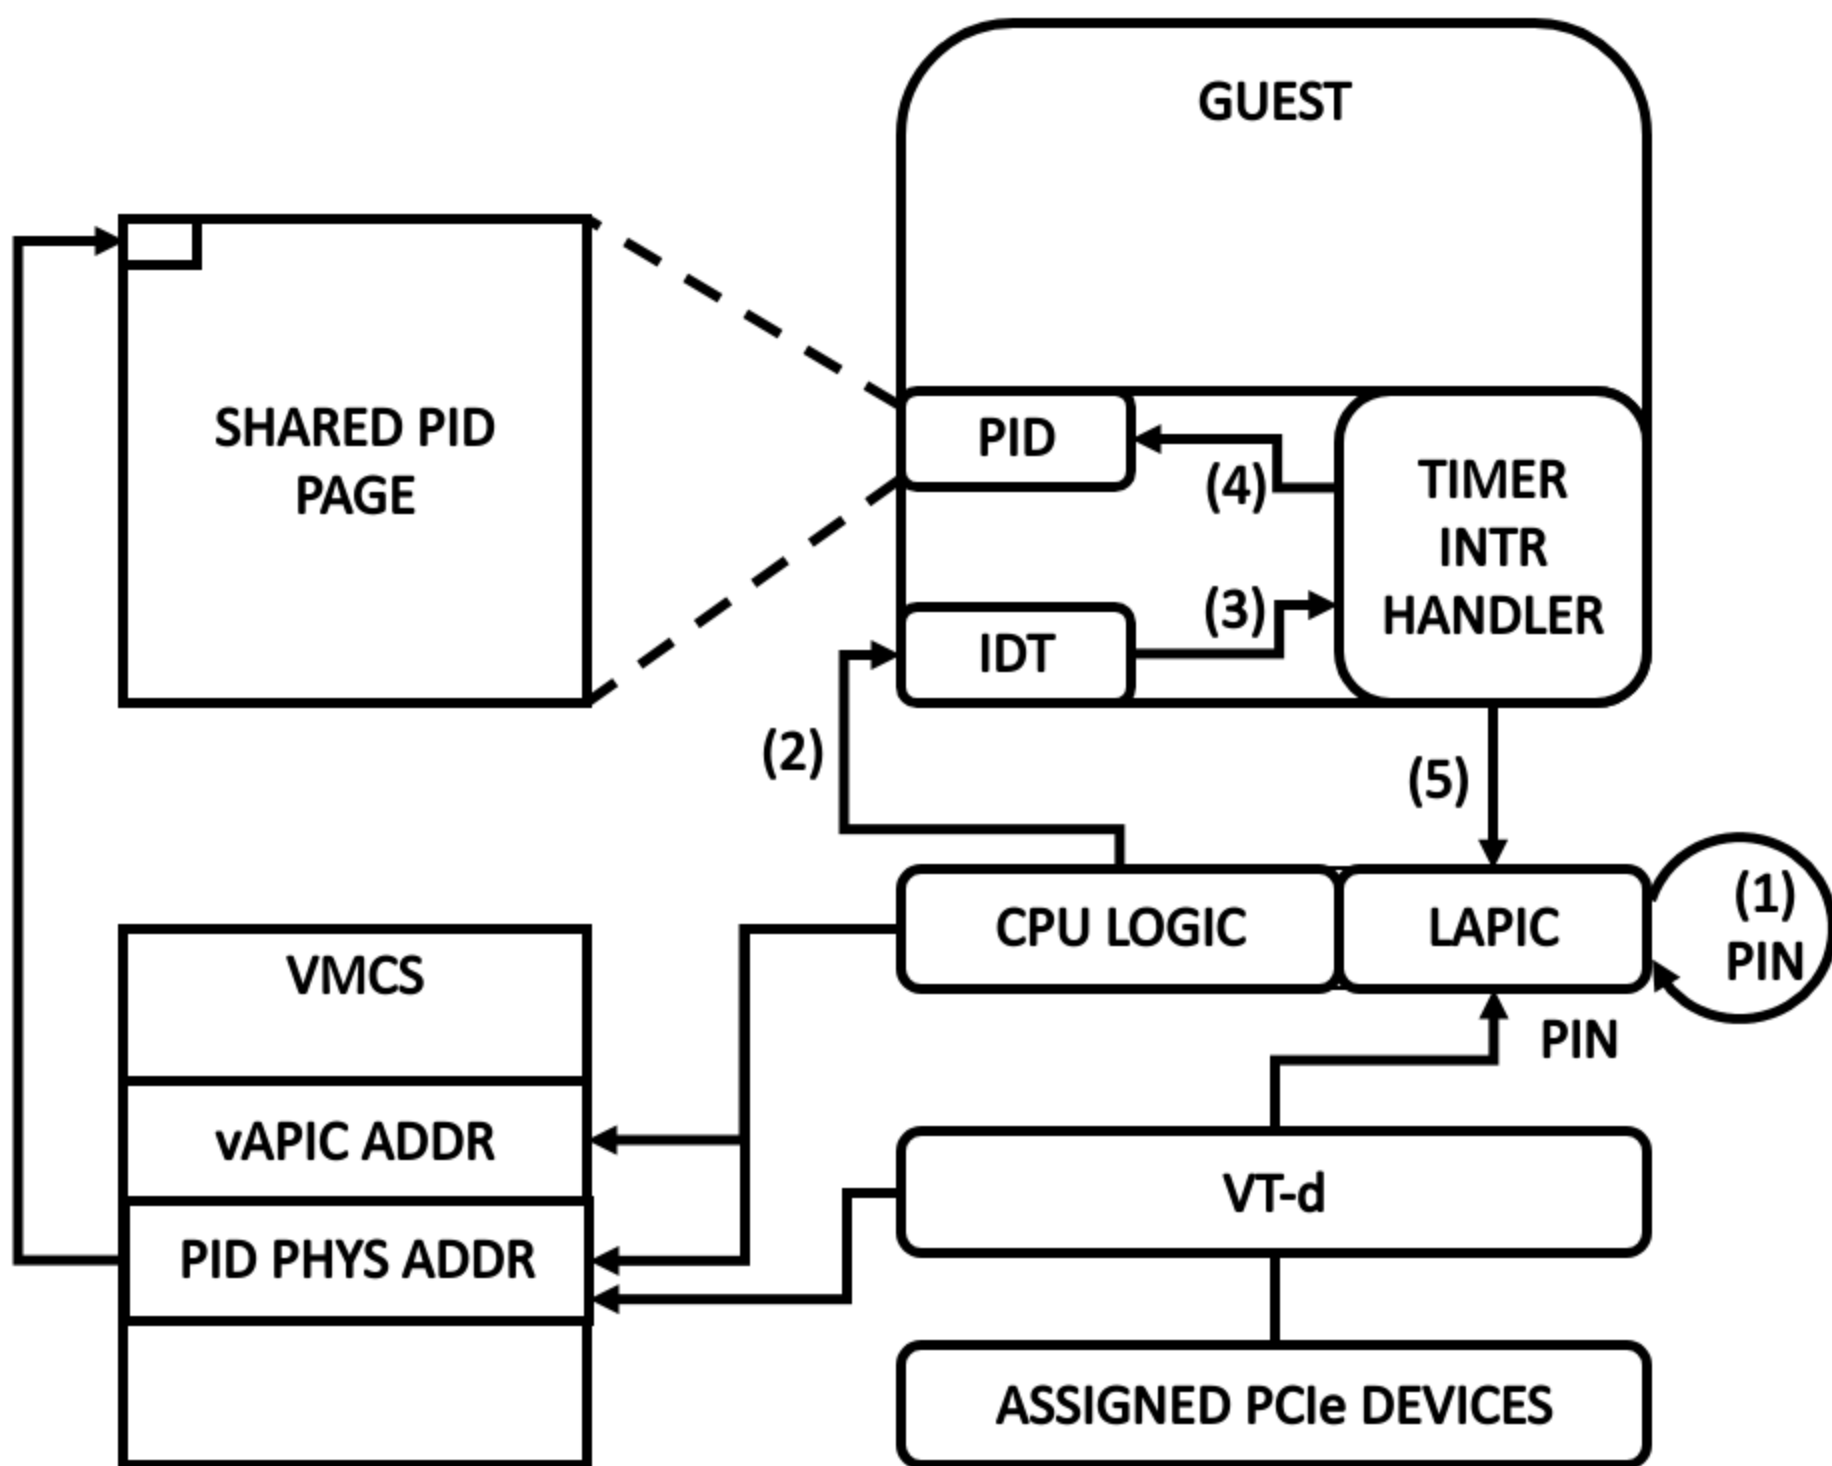 GUEST
SHARED PID
PAGE
PID
(4)
TIMER
INTR
HANDLER
(3)
IDT
(2)
(5)
CPU LOGIC
LAPIC
(1)
PIN
PIN
VMCS
vAPIC ADDR
VT-d
PID PHYS ADDR
ASSIGNED PCIe DEVICES